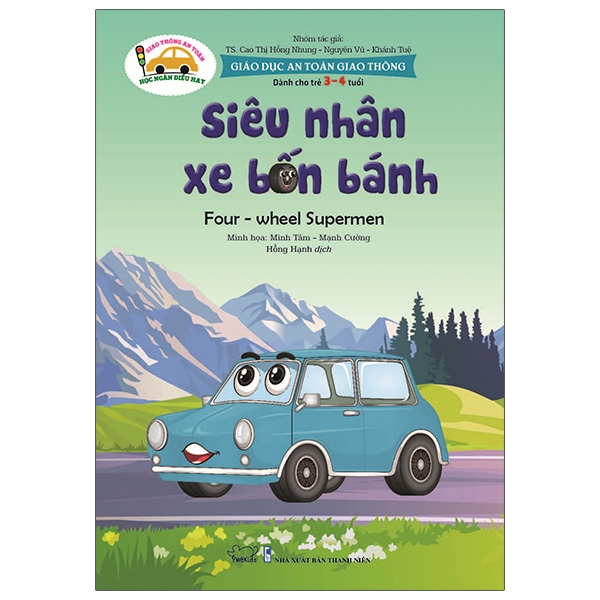 Nhóm tác giả:
TS. Cao Thị Hồng Nhung - Nguyên Vũ - Khánh Tuệ
GIAO THÔNG AN TOÀN
HỌC NGÀN ĐIỀU HAY
GIÁO DỤC AN TOÀN GIAO THÔNG
Dành cho trẻ 3-4 tuổi
Siêu nhân
xe bốn bánh
Four - wheel Supermen
Minh họa: Minh Tâm - Mạnh Cường
Hồng Hạnh dịch
NHÀ XUẤT BẢN THANH NIÊN